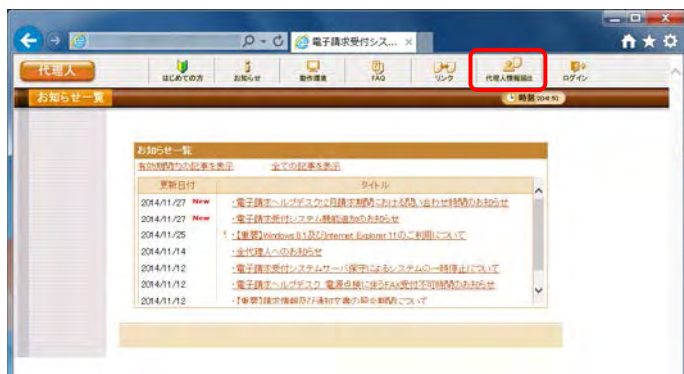 電子請求受付シス... ×
代理人
はじめての方 お知らせ 動作環境 FAQ リンク 代理人情報届出 ログイン
お知らせ一覧
時刻
お知らせ一覧
有効期間内の記事を表示 全ての記事を表示
更新日付 タイトル
2014/11/27 New ・電子請求ヘルプデスク12月請求期間における問い合わせ時間のお知らせ
2014/11/27 New ・電子請求受付システム機能追加のお知らせ
2014/11/25 ! ・【重要】Windows 8.1及びInternet Explorer 11のご利用について
2014/11/14 ・全代理人へのお知らせ
2014/11/12 ・電子請求受付システムサーバ保守によるシステムの一時停止について
2014/11/12 ・電子請求ヘルプデスク 電源点検に伴うFAX受付不可時間のお知らせ
2014/11/12 ・【重要】請求情報及び通知文書の照会期間について